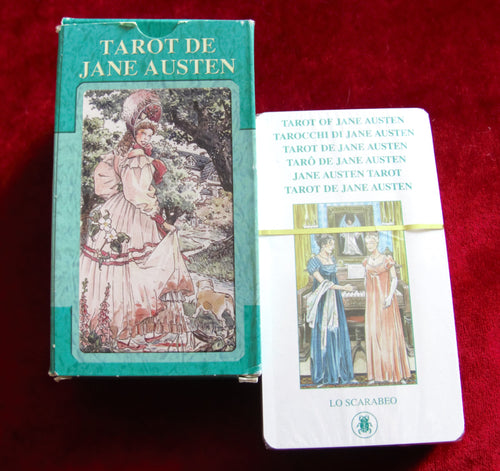 TAROT DE
JANE AUSTEN
TAROT OF JANE AUSTEN
TAROCCHI DI JANE AUSTEN
TAROT DE JANE AUSTEN
TARÔ DE JANE AUSTEN
JANE AUSTEN TAROT
TAROT DE JANE AUSTEN
LO SCARABEO